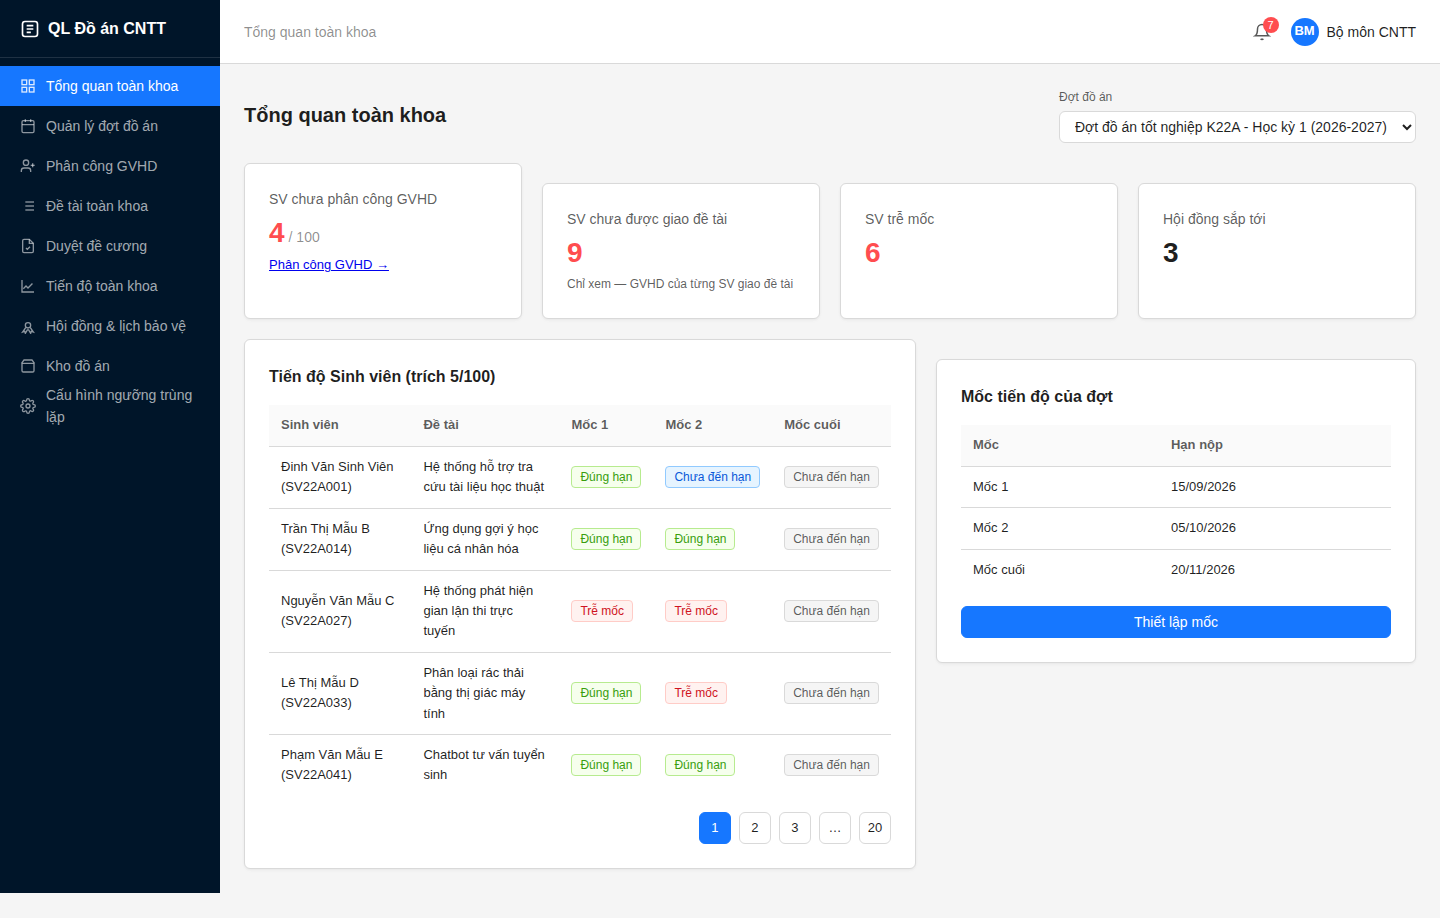 QL Đồ án CNTT
Tổng quan toàn khoa
Quản lý đợt đồ án
Phân công GVHD
Đề tài toàn khoa
Duyệt đề cương
Tiến độ toàn khoa
Hội đồng & lịch bảo vệ
Kho đồ án
Cấu hình ngưỡng trùng
lặp
Tổng quan toàn khoa
7
BM
Bộ môn CNTT
Tổng quan toàn khoa
Đợt đồ án
Đợt đồ án tốt nghiệp K22A - Học kỳ 1 (2026-2027)
SV chưa phân công GVHD
4 / 100
Phân công GVHD →
SV chưa được giao đề tài
9
Chỉ xem — GVHD của từng SV giao đề tài
SV trễ mốc
6
Hội đồng sắp tới
3
Tiến độ Sinh viên (trích 5/100)
Sinh viên Đề tài Mốc 1 Mốc 2 Mốc cuối
Đinh Văn Sinh Viên
(SV22A001)
Hệ thống hỗ trợ tra
cứu tài liệu học thuật
Đúng hạn Chưa đến hạn Chưa đến hạn
Trần Thị Mẫu B
(SV22A014)
Ứng dụng gợi ý học
liệu cá nhân hóa
Đúng hạn Đúng hạn Chưa đến hạn
Nguyễn Văn Mẫu C
(SV22A027)
Hệ thống phát hiện
gian lận thi trực
tuyến
Trễ mốc Trễ mốc Chưa đến hạn
Lê Thị Mẫu D
(SV22A033)
Phân loại rác thải
bằng thị giác máy
tính
Đúng hạn Trễ mốc Chưa đến hạn
Phạm Văn Mẫu E
(SV22A041)
Chatbot tư vấn tuyển
sinh
Đúng hạn Đúng hạn Chưa đến hạn
1 2 3 … 20
Mốc tiến độ của đợt
Mốc Hạn nộp
Mốc 1 15/09/2026
Mốc 2 05/10/2026
Mốc cuối 20/11/2026
Thiết lập mốc